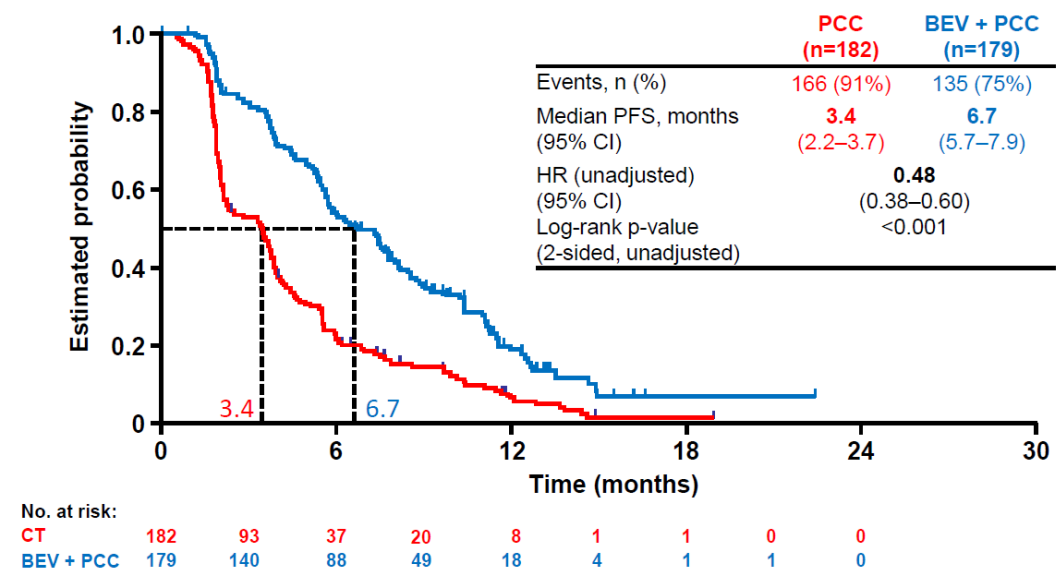 PCC BEV + PCC
(n=182) (n=179)
Events, n (%) 166 (91%) 135 (75%)
Median PFS, months 3.4 6.7
(95% CI) (2.2–3.7) (5.7–7.9)
HR (unadjusted) 0.48
(95% CI) (0.38–0.60)
Log-rank p-value <0.001
(2-sided, unadjusted)
Estimated probability
1.0
0.8
0.6
0.4
0.2
0
3.4 6.7
0 6 12 18 24 30
Time (months)
No. at risk:
CT 182 93 37 20 8 1 1 0 0
BEV + PCC 179 140 88 49 18 4 1 1 0